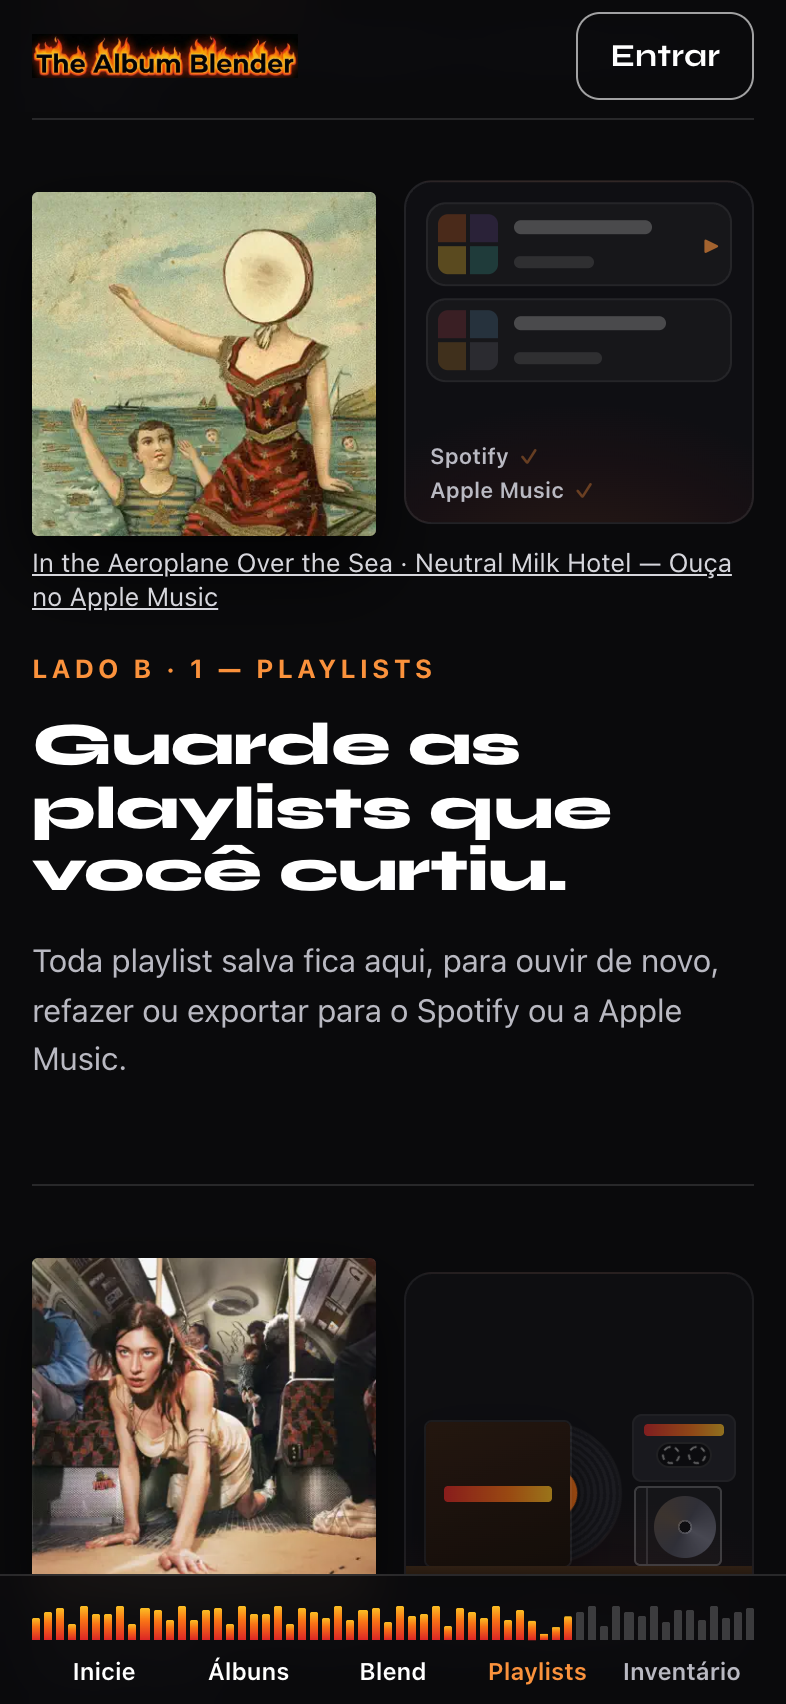 The Album Blender
Entrar
Spotify ✓
Apple Music ✓
In the Aeroplane Over the Sea · Neutral Milk Hotel — Ouça
no Apple Music
LADO B · 1 — PLAYLISTS
Guarde as
playlists que
você curtiu.
Toda playlist salva fica aqui, para ouvir de novo,
refazer ou exportar para o Spotify ou a Apple
Music.
Inicie
Álbuns
Blend
Playlists
Inventário